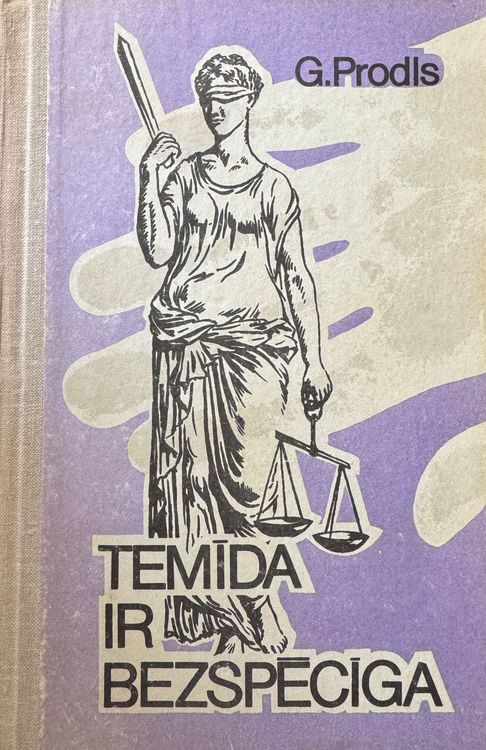 G.Prodls
TEMĪDA
IR
BEZSPĒCĪGA